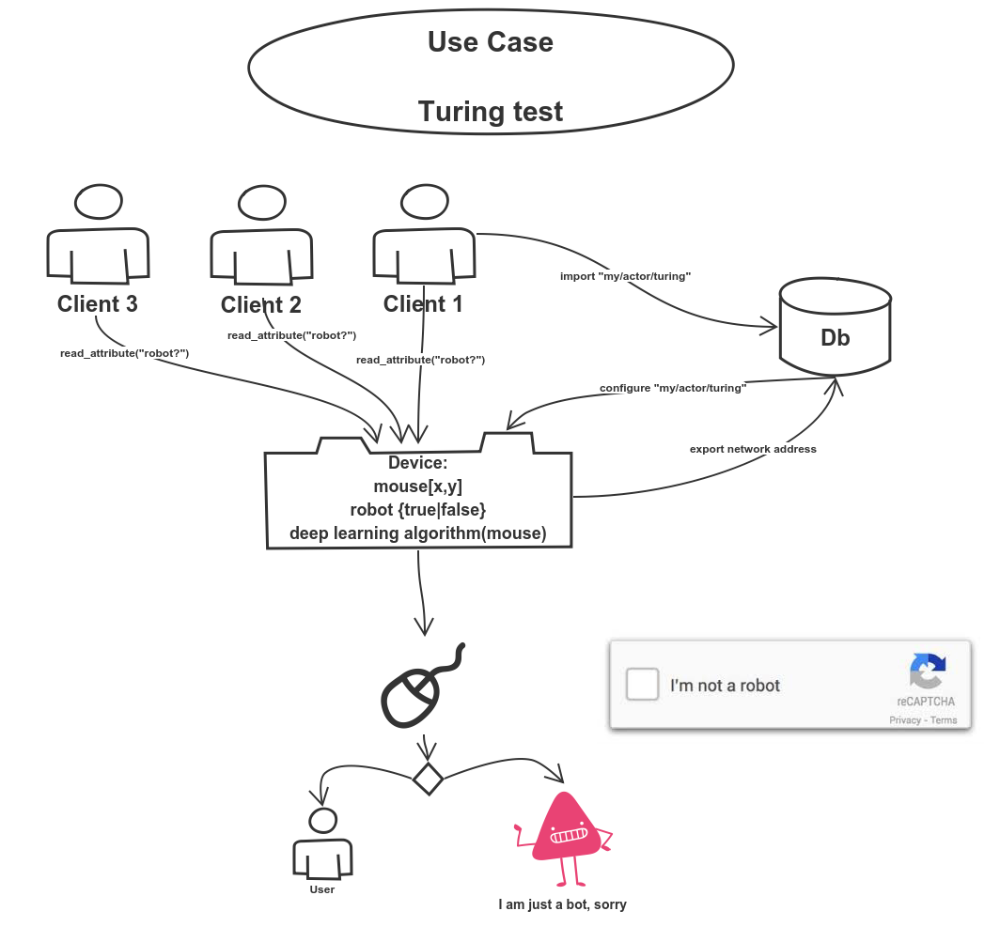 Use Case
Turing test
import "my/actor/turing"
Client 3
Client 2
Client 1
read_attribute("robot?")
read_attribute("robot?")
read_attribute("robot?")
Db
configure "my/actor/turing"
export network address
Device:
mouse[x,y]
robot {true|false}
deep learning algorithm(mouse)
I'm not a robot
reCAPTCHA
Privacy - Terms
User
I am just a bot, sorry